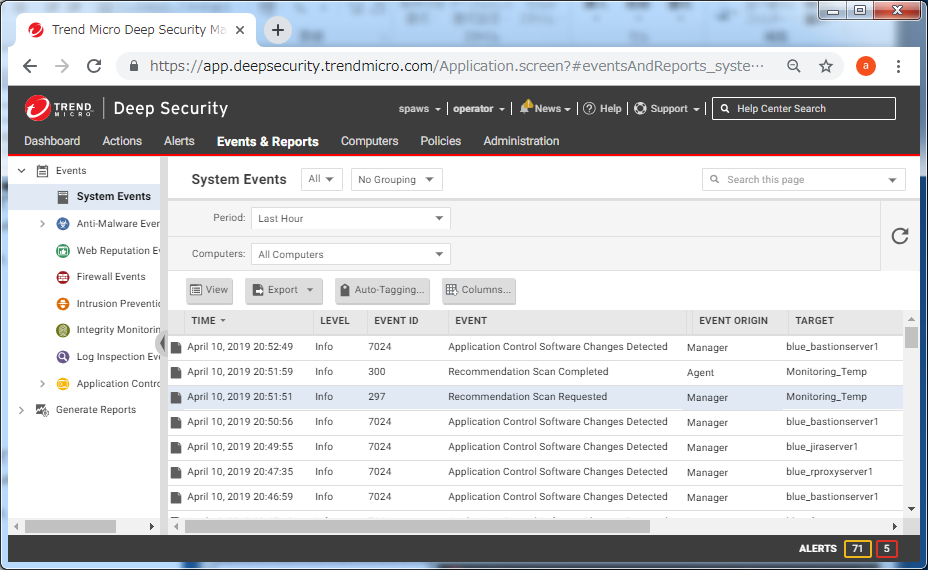 Trend Micro Deep Security Ma
https://app.deepsecurity.trendmicro.com/Application.screen?#eventsAndReports_syste⋯
a
TREND MICRO Deep Security
spaws operator News Help Support Help Center Search
Dashboard Actions Alerts Events & Reports Computers Policies Administration
Events
System Events
Anti-Malware Even
Web Reputation Ev
Firewall Events
Intrusion Preventio
Integrity Monitorin
Log Inspection Eve
Application Contro
Generate Reports
System Events All No Grouping Search this page
Period: Last Hour
Computers: All Computers
View Export Auto-Tagging... Columns...
TIME LEVEL EVENT ID EVENT EVENT ORIGIN TARGET
April 10, 2019 20:52:49 Info 7024 Application Control Software Changes Detected Manager blue_bastionserver1
April 10, 2019 20:51:59 Info 300 Recommendation Scan Completed Agent Monitoring_Temp
April 10, 2019 20:51:51 Info 297 Recommendation Scan Requested Manager Monitoring_Temp
April 10, 2019 20:50:56 Info 7024 Application Control Software Changes Detected Manager blue_bastionserver1
April 10, 2019 20:49:55 Info 7024 Application Control Software Changes Detected Manager blue_jiraserver1
April 10, 2019 20:47:35 Info 7024 Application Control Software Changes Detected Manager blue_rproxyserver1
April 10, 2019 20:46:59 Info 7024 Application Control Software Changes Detected Manager blue_bastionserver1
ALERTS 71 5